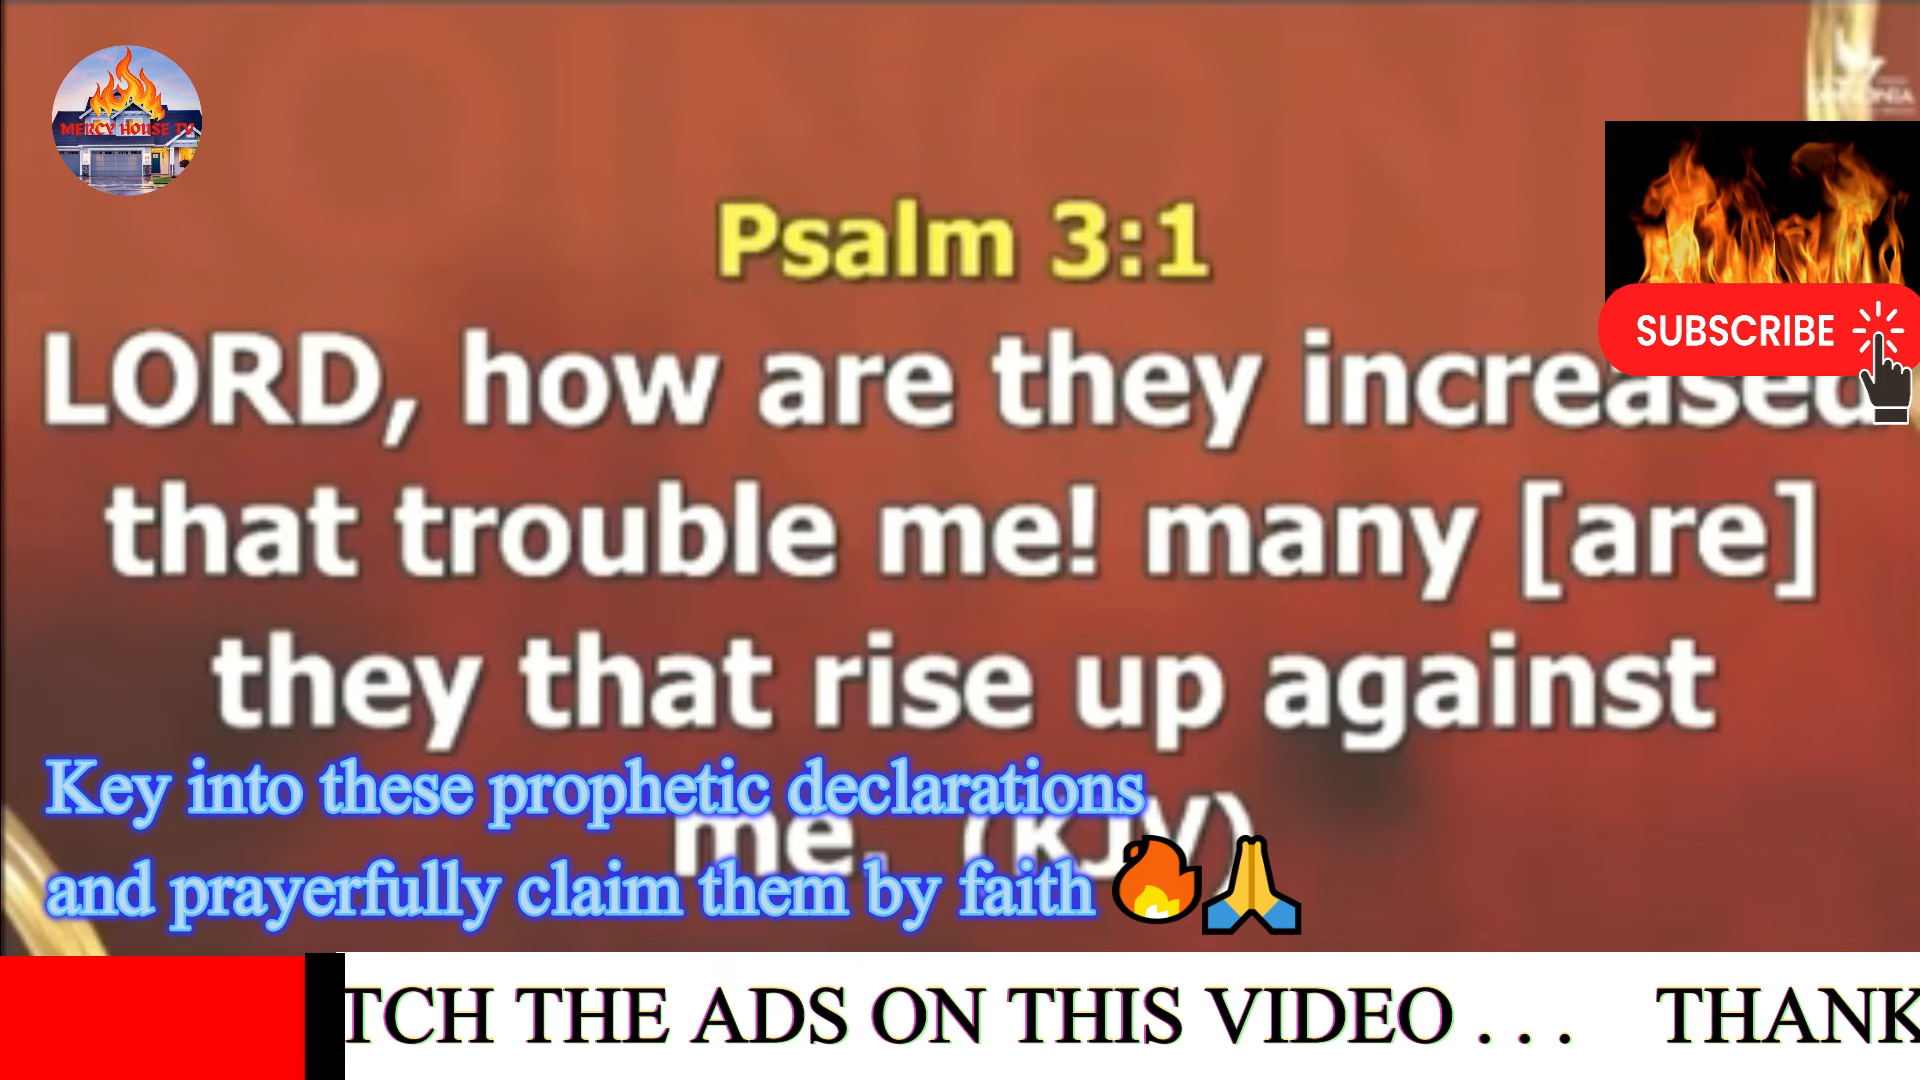 MERCY HOUSE TV
Psalm 3:1
SUBSCRIBE
LORD, how are they increased
that trouble me! many [are]
they that rise up against
me. (KJV)
Key into these prophetic declarations
and prayerfully claim them by faith 🔥🙏
TCH THE ADS ON THIS VIDEO . . . THANK